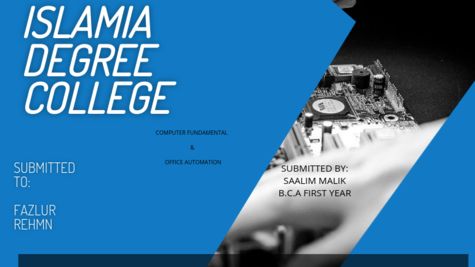 ISLAMIA
DEGREE
COLLEGE
COMPUTER FUNDAMENTAL
&
OFFICE AUTOMATION
SUBMITTED
TO:
FAZLUR
REHMN
SUBMITTED BY:
SAALIM MALIK
B.C.A FIRST YEAR